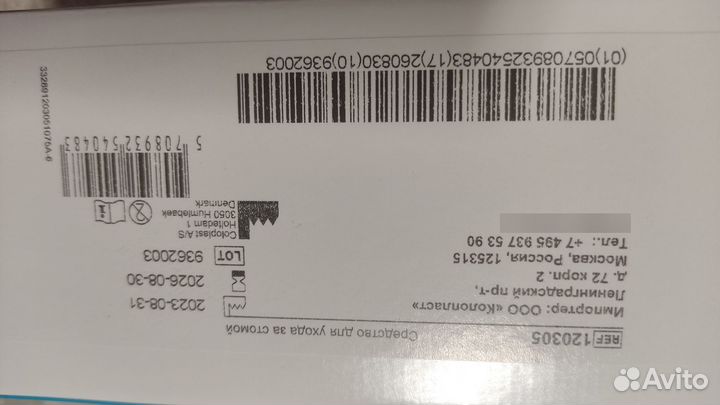 REF 120305
Средство для ухода за стомой
Импортер: ООО «Колопласт»
Ленинградский пр-т,
д. 72 корп. 2
Москва, Россия, 125315
Тел.: +7 495 937 53 90
2023-08-31
2026-08-30
LOT 9362003
Coloplast A/S
Holtedam 1
3050 Humlebaek
Denmark
5 708932 540483
332891203051075A-6
(01)05708932540483(17)260830(10)9362003
Avito